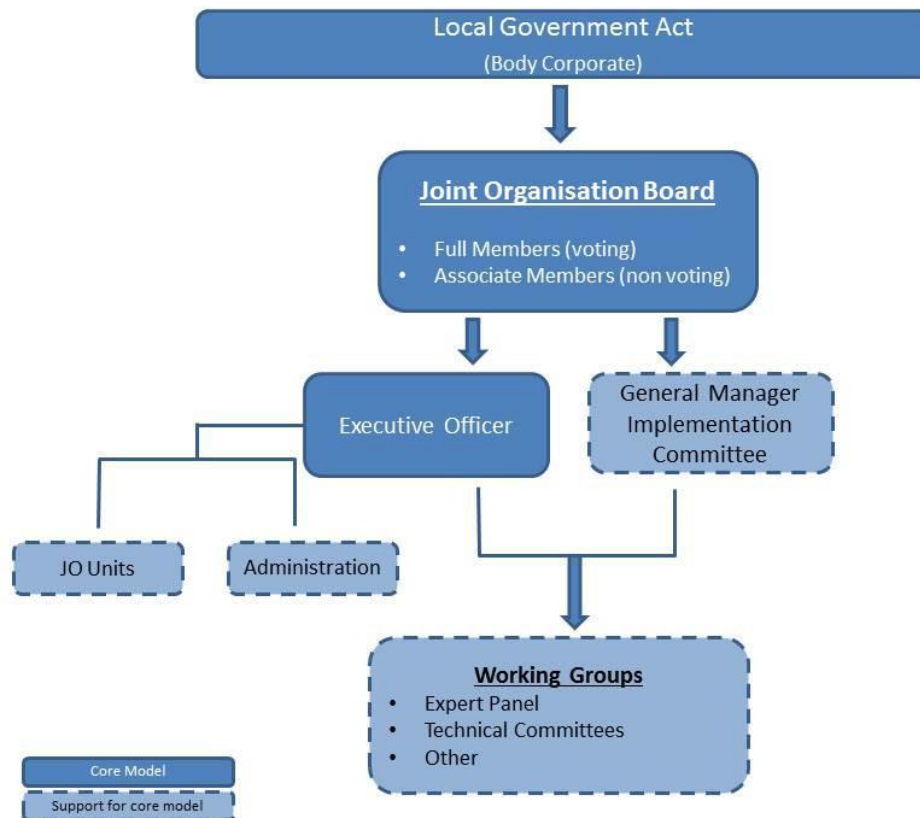 Local Government Act
(Body Corporate)
Joint Organisation Board
• Full Members (voting)
• Associate Members (non voting)
Executive Officer
General Manager
Implementation
Committee
JO Units
Administration
Working Groups
• Expert Panel
• Technical Committees
• Other
Core Model
Support for core model